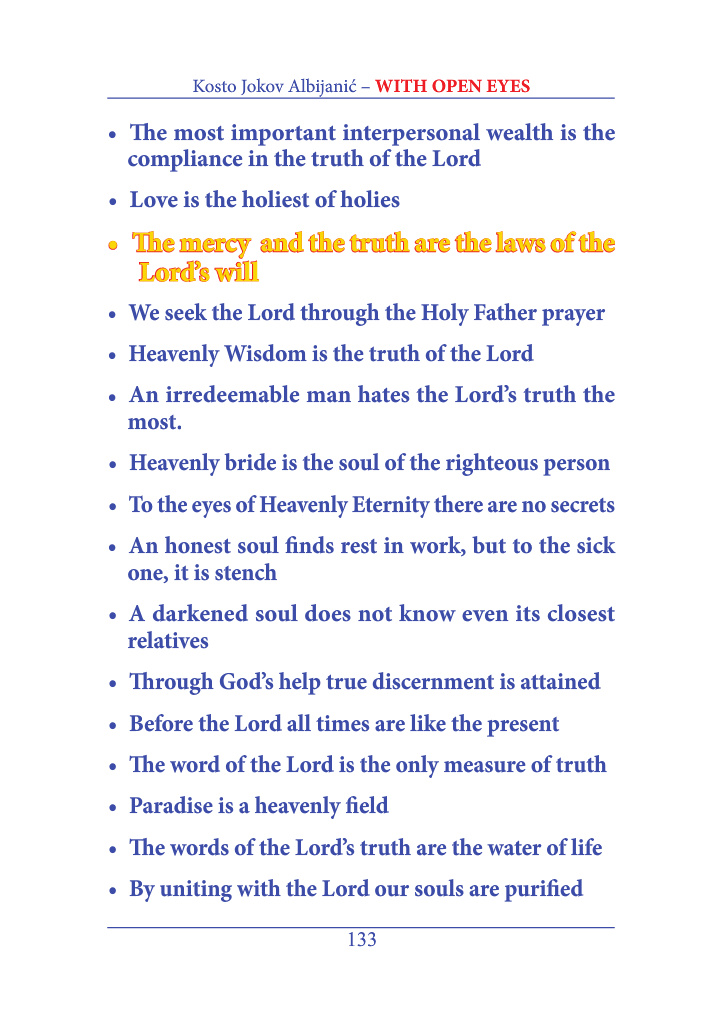 Kosto Jokov Albijanić – WITH OPEN EYES
• The most important interpersonal wealth is the
compliance in the truth of the Lord
• Love is the holiest of holies
• The mercy and the truth are the laws of the
Lord’s will
• We seek the Lord through the Holy Father prayer
• Heavenly Wisdom is the truth of the Lord
• An irredeemable man hates the Lord’s truth the
most.
• Heavenly bride is the soul of the righteous person
• To the eyes of Heavenly Eternity there are no secrets
• An honest soul finds rest in work, but to the sick
one, it is stench
• A darkened soul does not know even its closest
relatives
• Through God’s help true discernment is attained
• Before the Lord all times are like the present
• The word of the Lord is the only measure of truth
• Paradise is a heavenly field
• The words of the Lord’s truth are the water of life
• By uniting with the Lord our souls are purified
133